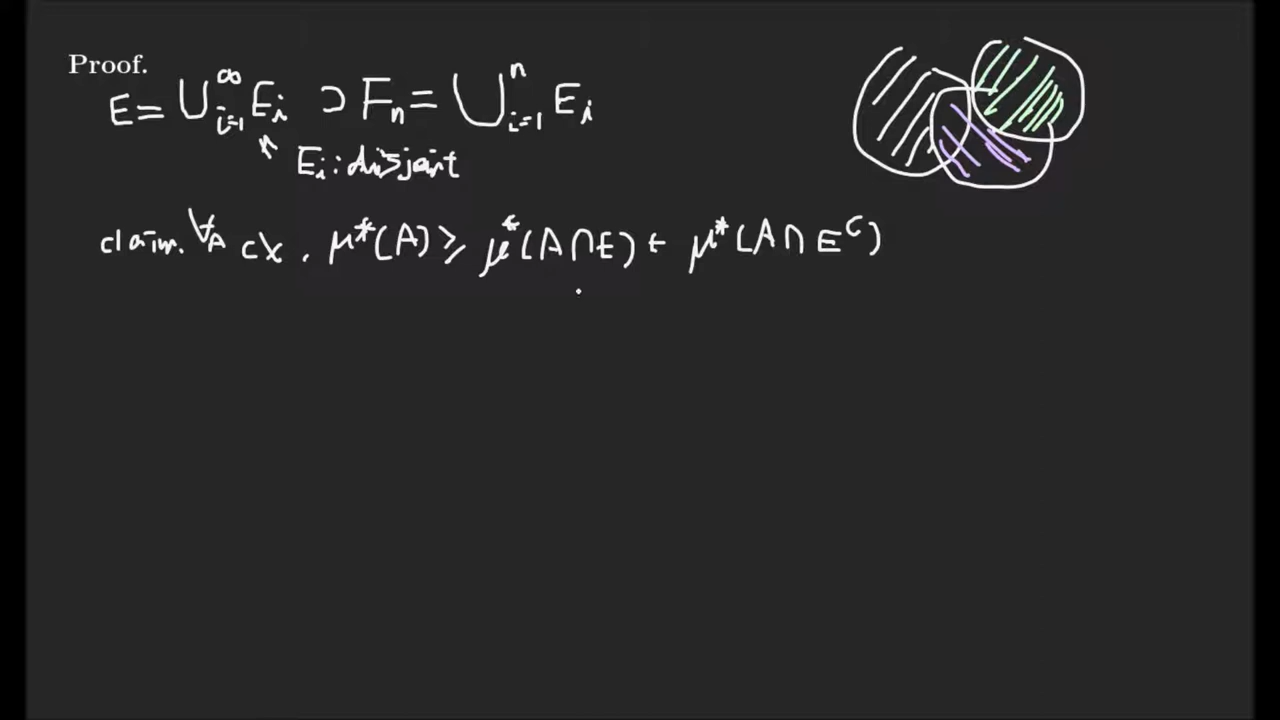 Proof.
E = ⋃_{i=1}^{∞} E_i ⊃ F_n = ⋃_{i=1}^{n} E_i
E_i : disjoint
claim. ∀A ⊂ X, μ*(A) ≥ μ*(A∩E) + μ*(A∩E^c)